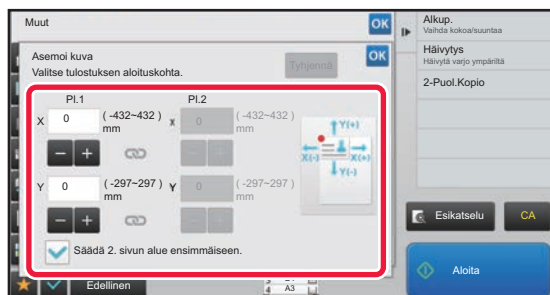 Muut
OK
Asemoi kuva
Valitse tulostuksen aloituskohta.
Tyhjennä
OK
Pl.1
Pl.2
X 0 ( -432~432 ) mm
x 0 ( -432~432 ) mm
- +
- +
Y 0 ( -297~297 ) mm
Y 0 ( -297~297 ) mm
- +
- +
Y(+)
X(-) X(+)
Y(-)
Säädä 2. sivun alue ensimmäiseen.
Edellinen
4 A3
Alkup.
Vaihda kokoa/suuntaa
Häivytys
Häivytä varjo ympäriltä
2-Puol.Kopio
Esikatselu
CA
Aloita